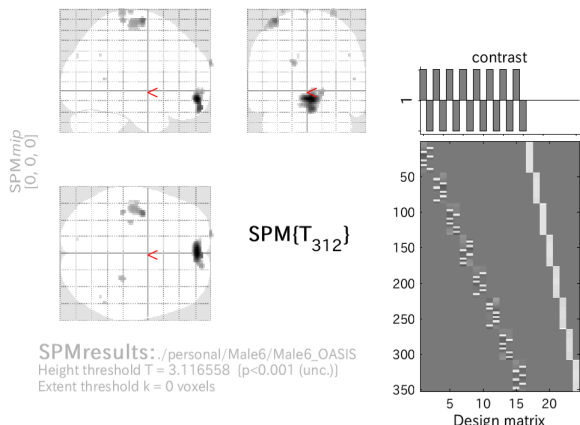 SPMmip
[0, 0, 0]
<
<
<
SPM{T312}
SPMresults: ./personal/Male6/Male6_OASIS
Height threshold T = 3.116558 {p<0.001 (unc.)}
Extent threshold k = 0 voxels
contrast
1
50
100
150
200
250
300
350
5 10 15 20
Design matrix